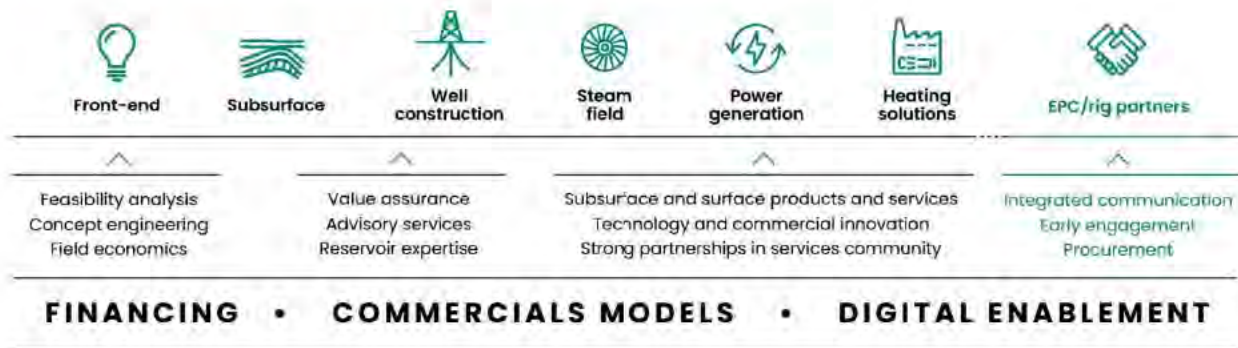 Front-end
Subsurface
Well
construction
Steam
field
Power
generation
Heating
solutions
EPC/rig partners
Feasibility analysis
Concept engineering
Field economics
Value assurance
Advisory services
Reservoir expertise
Subsurface and surface products and services
Technology and commercial innovation
Strong partnerships in services community
Integrated communication
Early engagement
Procurement
FINANCING • COMMERCIALS MODELS • DIGITAL ENABLEMENT